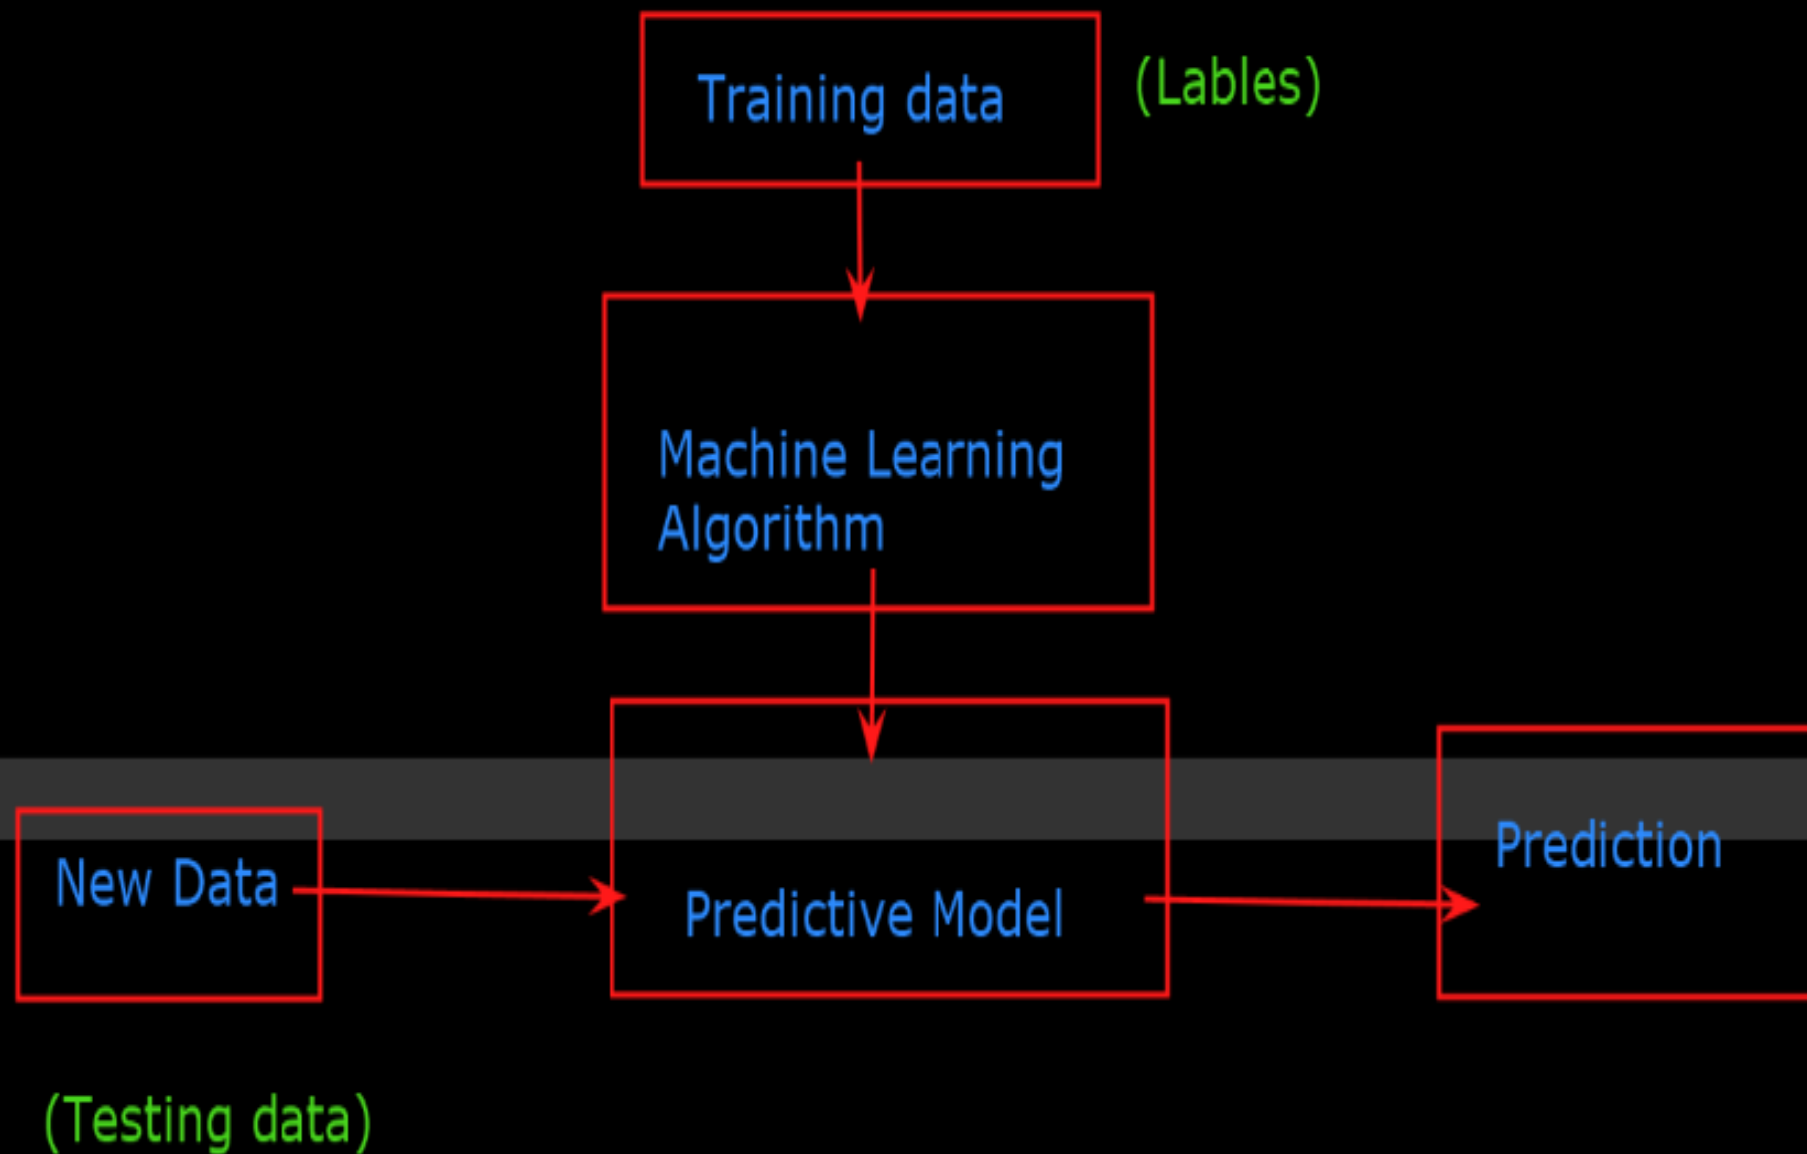 Training data
(Lables)
Machine Learning
Algorithm
New Data
Predictive Model
Prediction
(Testing data)